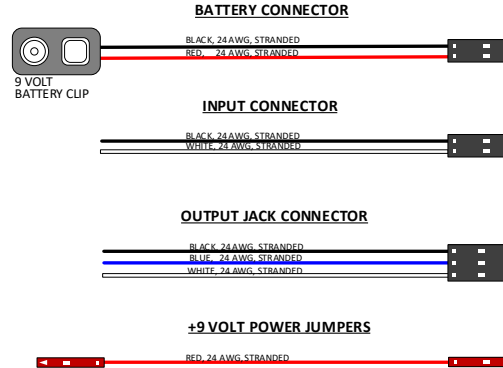 BATTERY CONNECTOR
BLACK, 24 AWG, STRANDED
RED, 24 AWG, STRANDED
9 VOLT
BATTERY CLIP
INPUT CONNECTOR
BLACK, 24 AWG, STRANDED
WHITE, 24 AWG, STRANDED
OUTPUT JACK CONNECTOR
BLACK, 24 AWG, STRANDED
BLUE, 24 AWG, STRANDED
WHITE, 24 AWG, STRANDED
+9 VOLT POWER JUMPERS
RED, 24 AWG, STRANDED